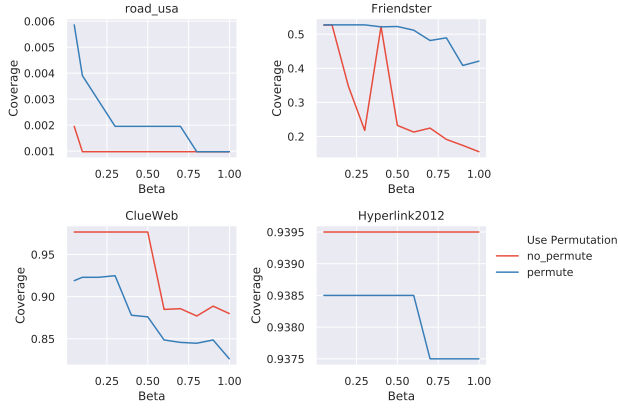 road_usa
Coverage
0.006
0.005
0.004
0.003
0.002
0.001
0.25 0.50 0.75 1.00
Beta
Friendster
Coverage
0.5
0.4
0.3
0.2
0.25 0.50 0.75 1.00
Beta
ClueWeb
Coverage
0.95
0.90
0.85
0.25 0.50 0.75 1.00
Beta
Hyperlink2012
Coverage
0.9395
0.9390
0.9385
0.9380
0.9375
0.25 0.50 0.75 1.00
Beta
Use Permutation
no_permute
permute